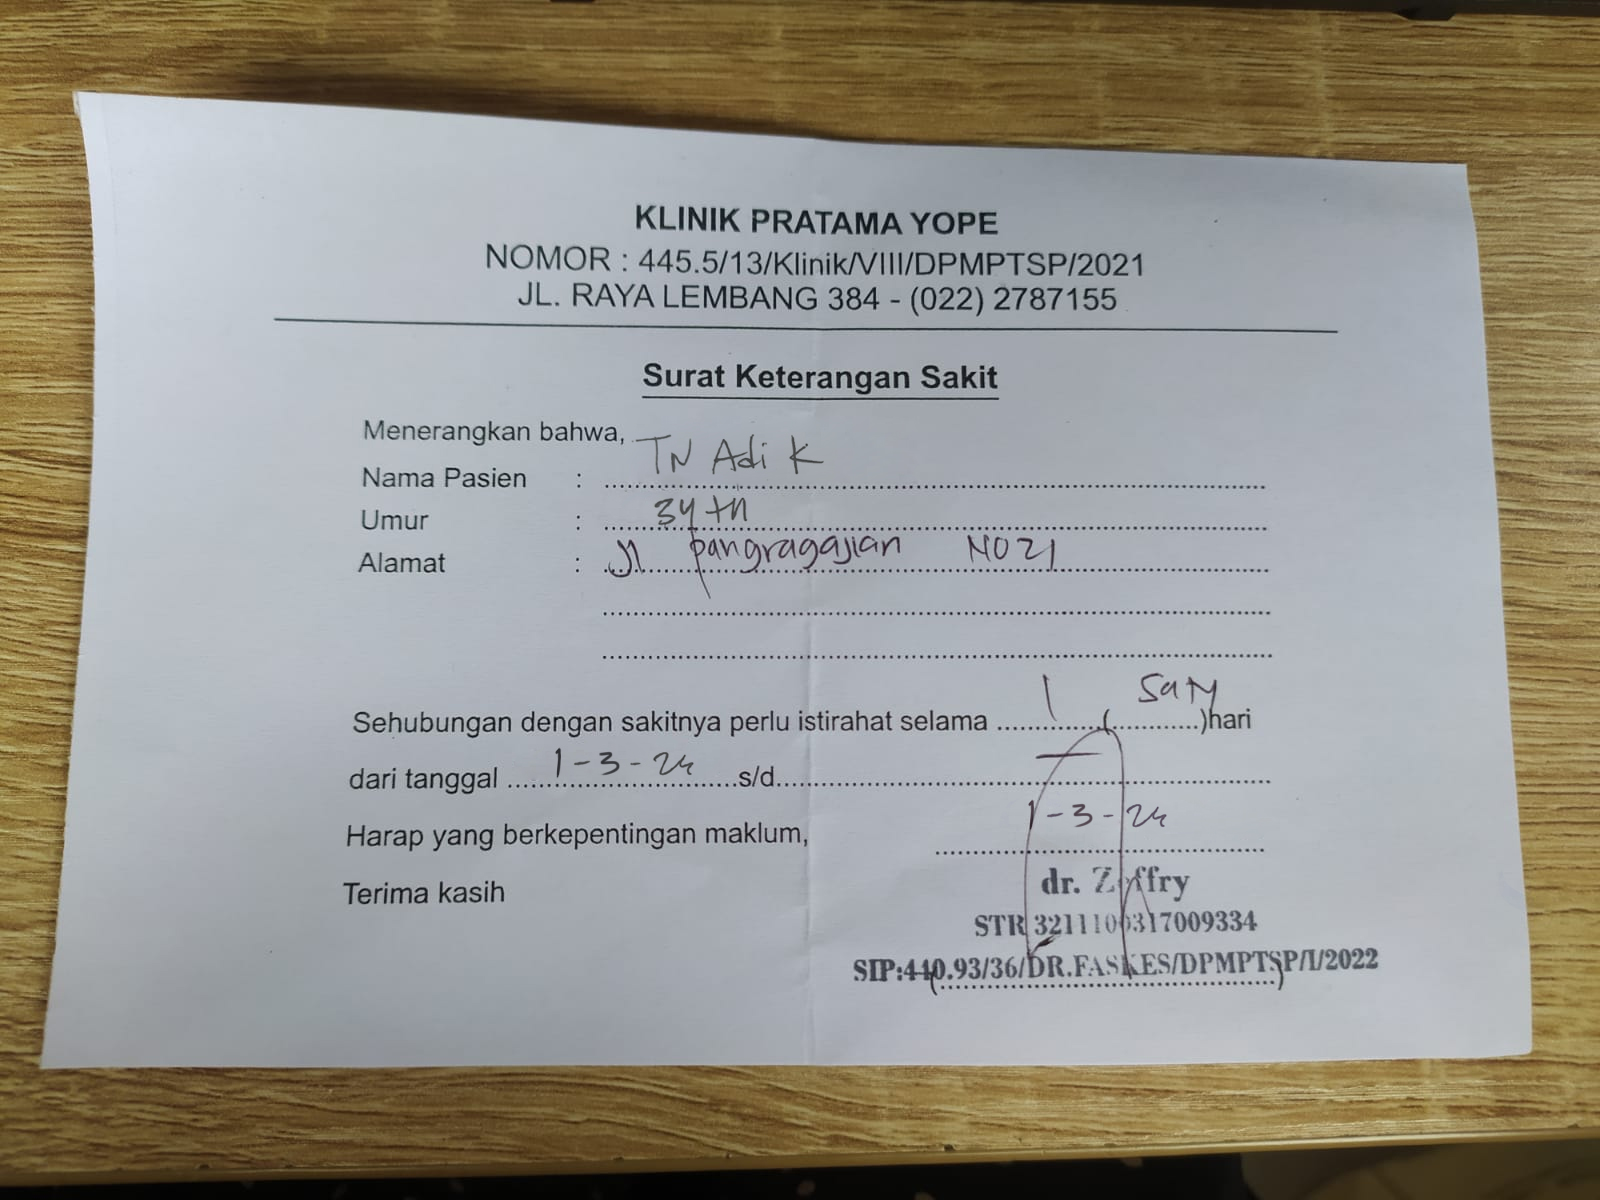 KLINIK PRATAMA YOPE
NOMOR : 445.5/13/Klinik/VIII/DPMPTSP/2021
JL. RAYA LEMBANG 384 - (022) 2787155
Surat Keterangan Sakit
Menerangkan bahwa,
Nama Pasien : TN Adi K
Umur : 34 th
Alamat : Jl pangragajian NO 21
Sehubungan dengan sakitnya perlu istirahat selama 1 (satu) hari
dari tanggal 1-3-24 s/d
Harap yang berkepentingan maklum, 1-3-24
Terima kasih
dr. Zeffry
STR 3211100317009334
SIP:440.93/36/DR.FASKES/DPMPTSP/I/2022